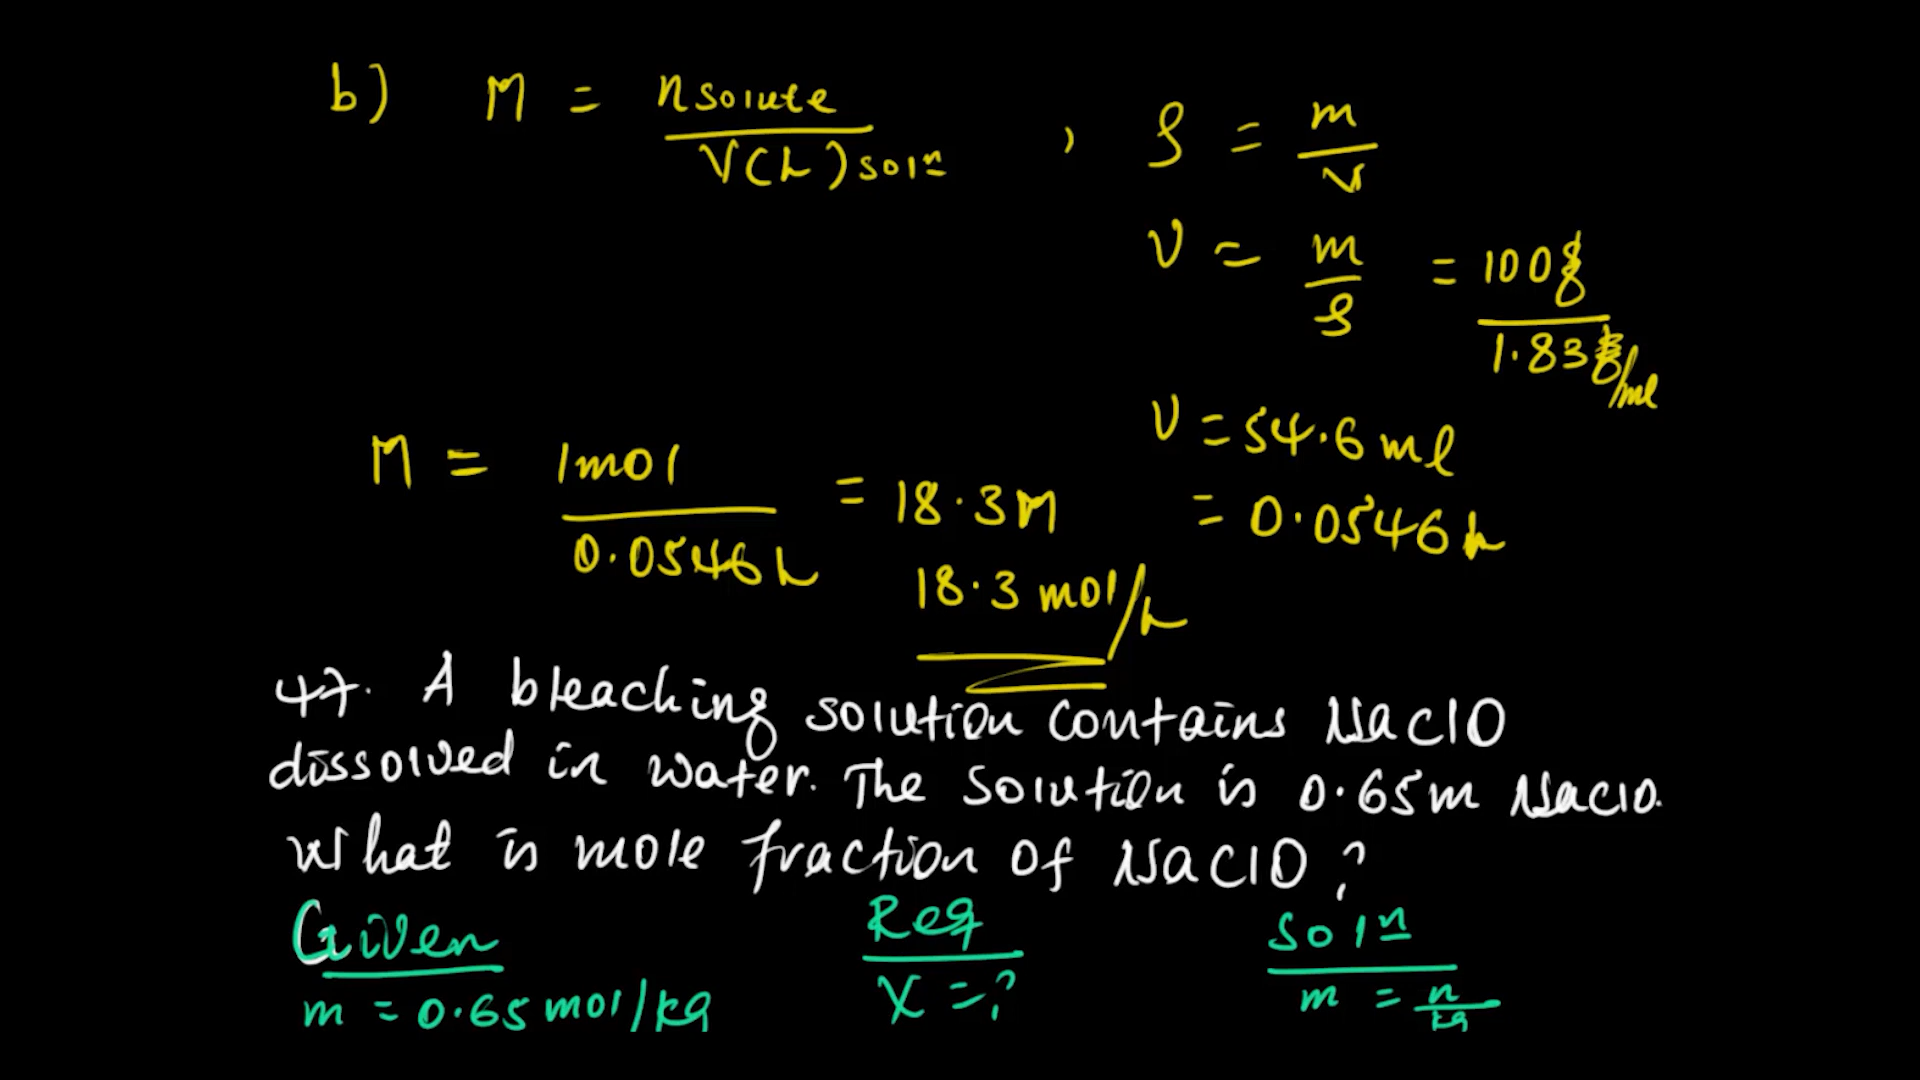 b) M = nsolute / V(L) soln , ρ = m / v
V = m / ρ = 100g / 1.83g/ml
V = 54.6 ml
M = 1mol / 0.0546L = 18.3M = 0.0546L
18.3 mol/L
47. A bleaching solution contains NaClO
dissolved in water. The solution is 0.65m NaClO.
What is mole fraction of NaClO?
Given Req Soln
m = 0.65 mol/kg X = ? m = n / kg